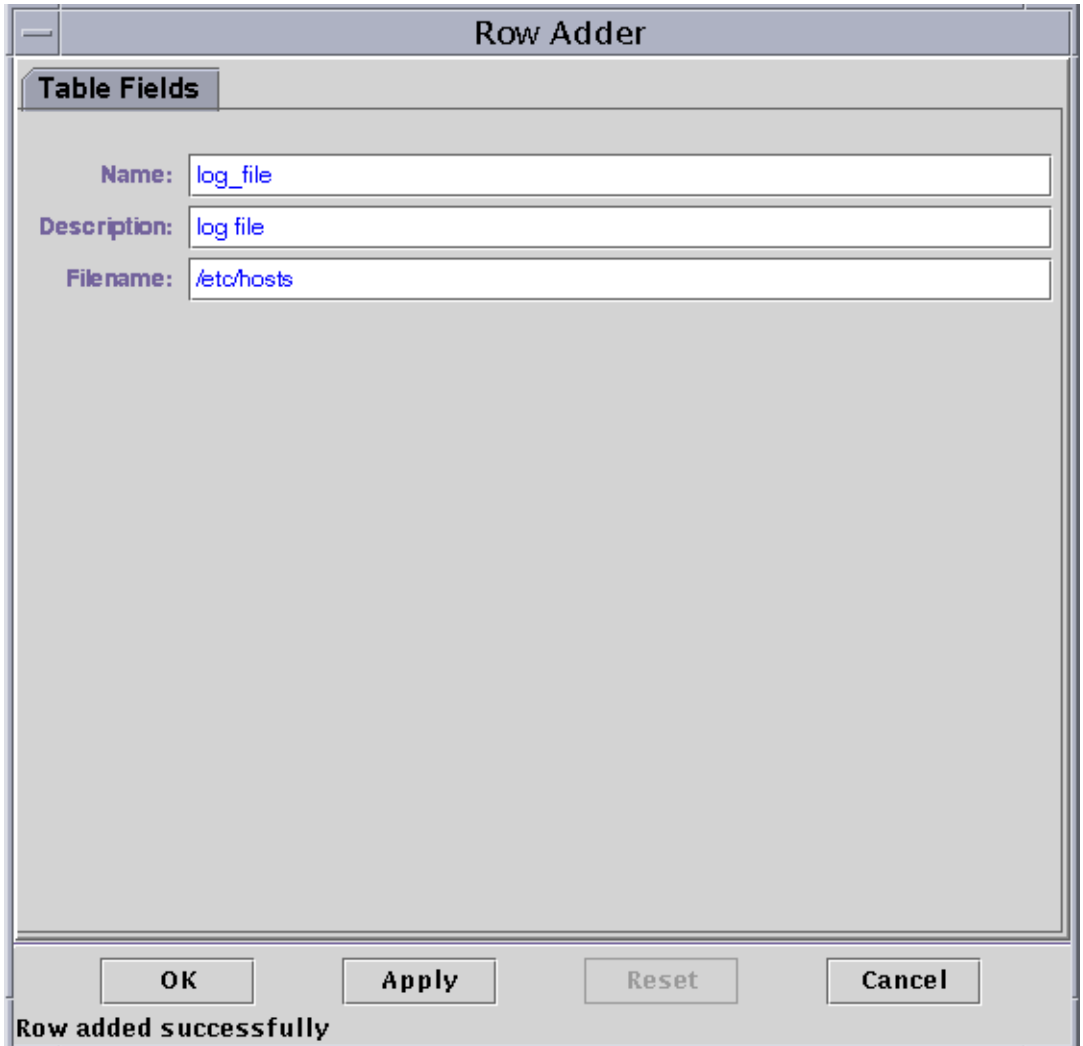 Row Adder
Table Fields
Name: log_file
Description: log file
Filename: /etc/hosts
OK Apply Reset Cancel
Row added successfully